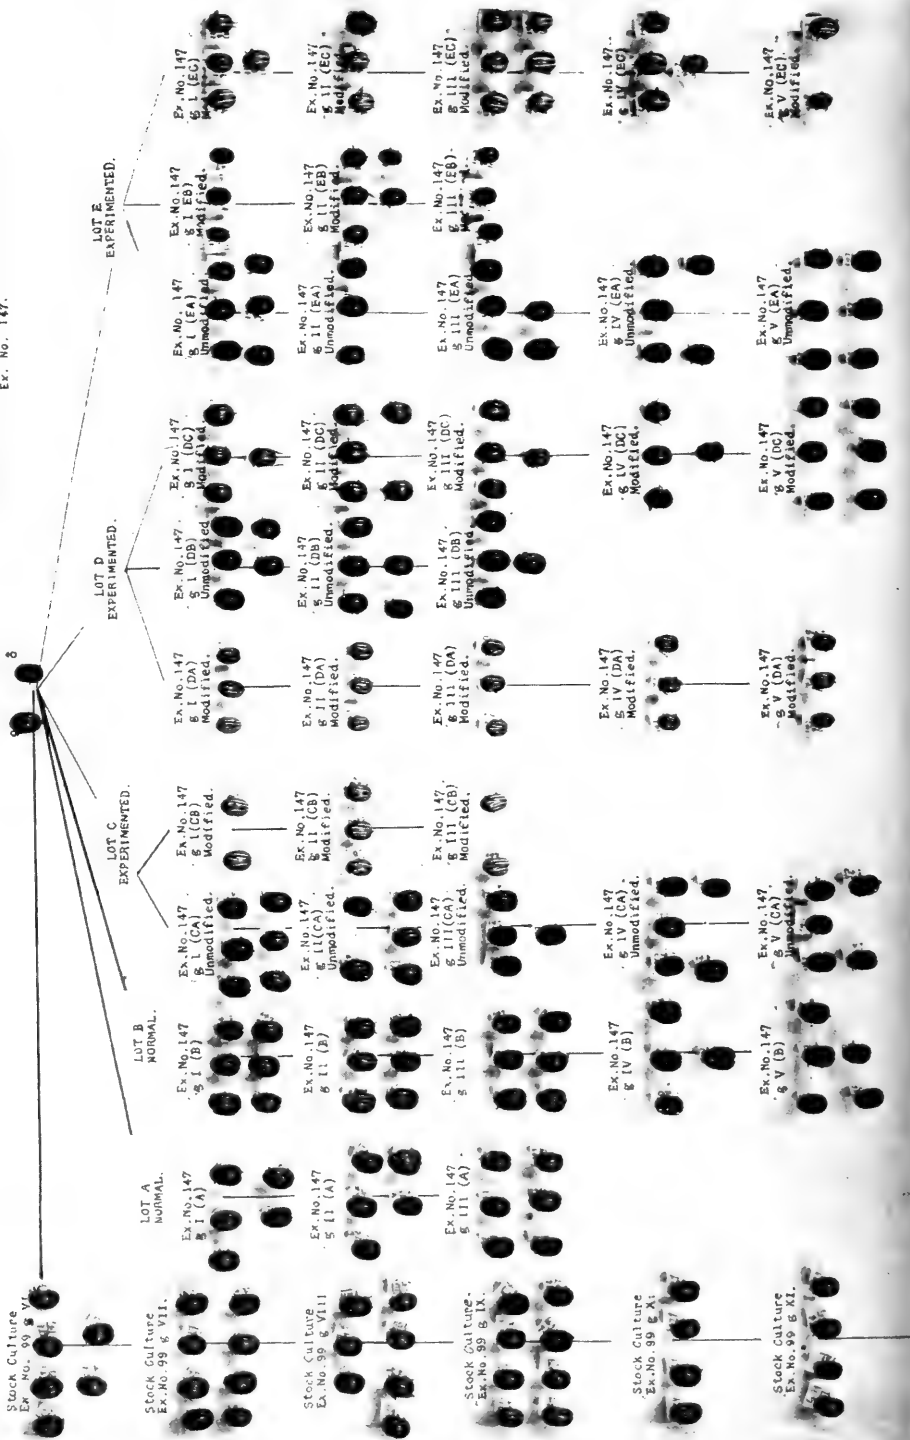 Ex. No. 147.
♂
Stock Culture
Ex. No. 99 g VI.
Stock Culture
Ex.No.99 g VII.
Stock Culture
Ex.No.99 g VIII
Stock Culture.
Ex.No.99 g IX.
Stock Culture
Ex.No.99 g X.
Stock Culture
Ex.No.99 g XI.
LOT A
NORMAL.
Ex.No.147
g I (A)
Ex.No.147
g II (A)
Ex.No.147
g III (A)
LOT B
NORMAL.
Ex.No.147
g I (B)
Ex.No.147
g II (B)
Ex.No.147
g III (B)
Ex.No.147
g IV (B)
Ex.No.147
g V (B)
LOT C
EXPERIMENTED.
Ex.No.147
g I (CA)
Unmodified.
Ex.No.147
g II(CA)
Unmodified.
Ex.No.147
g III(CA)
Unmodified.
Ex.No.147
g IV (CA)
Unmodified.
Ex.No.147
g V (CA)
Unmodified.
Ex.No.147
g I(CB)
Modified.
Ex.No.147
g II (CB)
Modified.
Ex.No.147
g III (CB)
Modified.
LOT D
EXPERIMENTED.
Ex.No.147
g I (DA)
Modified.
Ex.No.147
g II (DA)
Modified.
Ex.No.147
g III (DA)
Modified.
Ex.No.147
g IV (DA)
Modified.
Ex.No.147
g V (DA)
Modified.
Ex.No.147.
g I (DB)
Unmodified.
Ex.No.147
g II (DB)
Unmodified.
Ex.No.147
g III (DB)
Unmodified.
Ex.No.147
g I (DC)
Modified.
Ex.No.147
g II (DC)
Modified.
Ex.No.147
g III (DC)
Modified.
Ex.No.147
g IV (DC)
Modified.
Ex.No.147
g V (DC)
Modified.
LOT E
EXPERIMENTED.
Ex.No. 147
g I (EA)
Unmodified.
Ex.No.147
g II (EA)
Unmodified.
Ex.No.147
g III (EA)
Unmodified.
Ex.No.147
g IV (EA)
Unmodified.
Ex.No.147
g V (EA)
Unmodified.
Ex.No.147
g I EB)
Modified.
Ex.No.147
g II (EB)
Modified.
Ex.No.147
g III (EB).
Ex.No.147
g I (EC)
Ex.No.147
g II (EC)
Modified.
Ex.No.147
g III (EC)
Modified.
Ex.No.147
g IV (EC)
Modified.
Ex.No.147
g V (EC).
Modified.